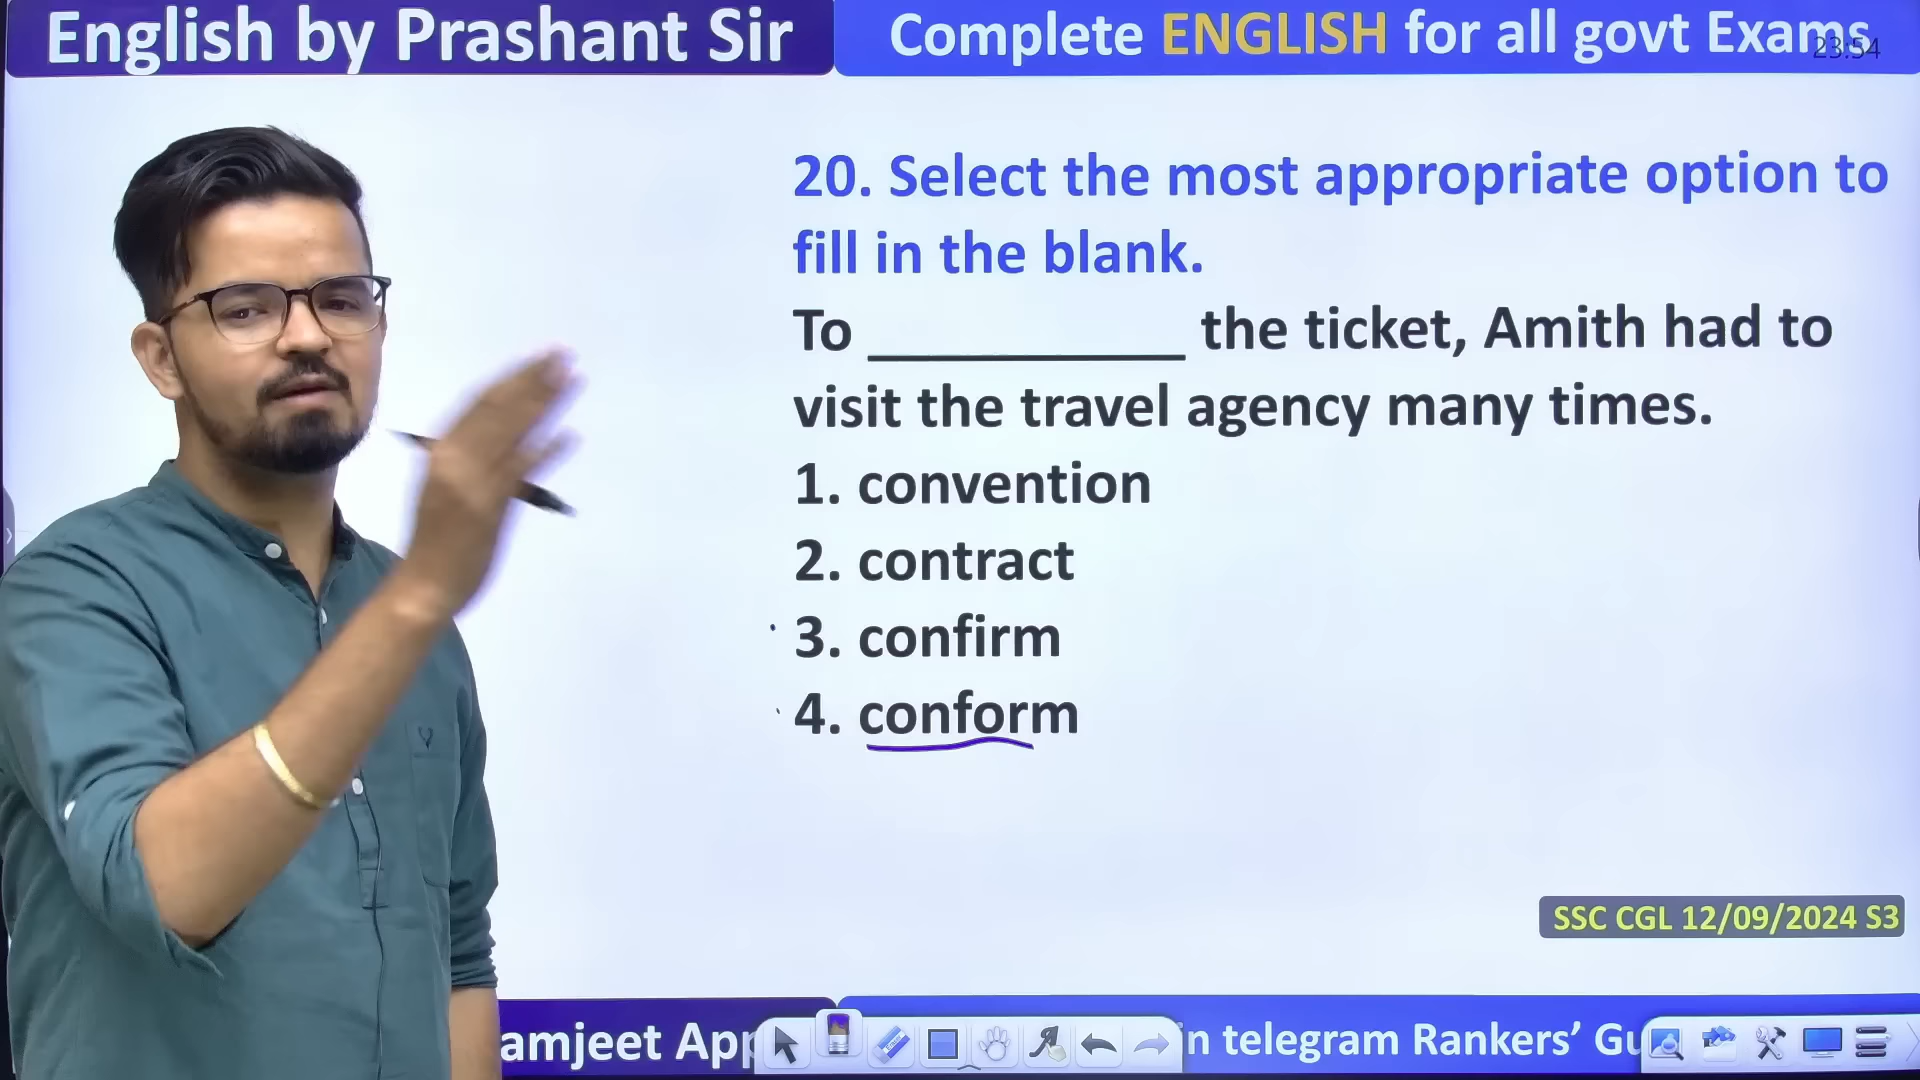 English by Prashant Sir
Complete ENGLISH for all govt Exams
23:54
20. Select the most appropriate option to
fill in the blank.
To ___________ the ticket, Amith had to
visit the travel agency many times.
1. convention
2. contract
3. confirm
4. conform
SSC CGL 12/09/2024 S3
amjeet App
in telegram Rankers’ Gu